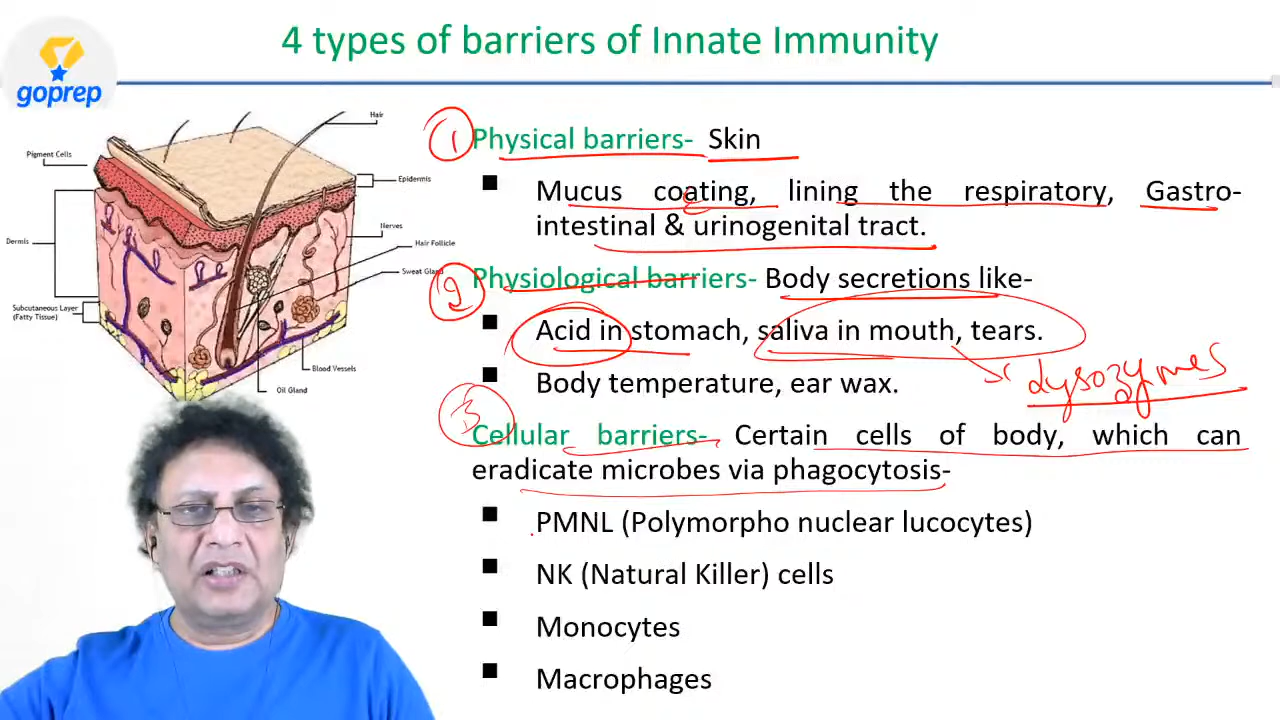 4 types of barriers of Innate Immunity
goprep
Hair
Pigment Cells
Epidermis
Dermis
Nerves
Hair Follicle
Sweat Gland
Subcutaneous Layer
(Fatty Tissue)
Blood Vessels
Oil Gland
1 Physical barriers- Skin
Mucus coating, lining the respiratory, Gastro-
intestinal & urinogenital tract.
2 Physiological barriers- Body secretions like-
Acid in stomach, saliva in mouth, tears.
Lysozymes
Body temperature, ear wax.
3 Cellular barriers- Certain cells of body, which can
eradicate microbes via phagocytosis-
PMNL (Polymorpho nuclear lucocytes)
NK (Natural Killer) cells
Monocytes
Macrophages